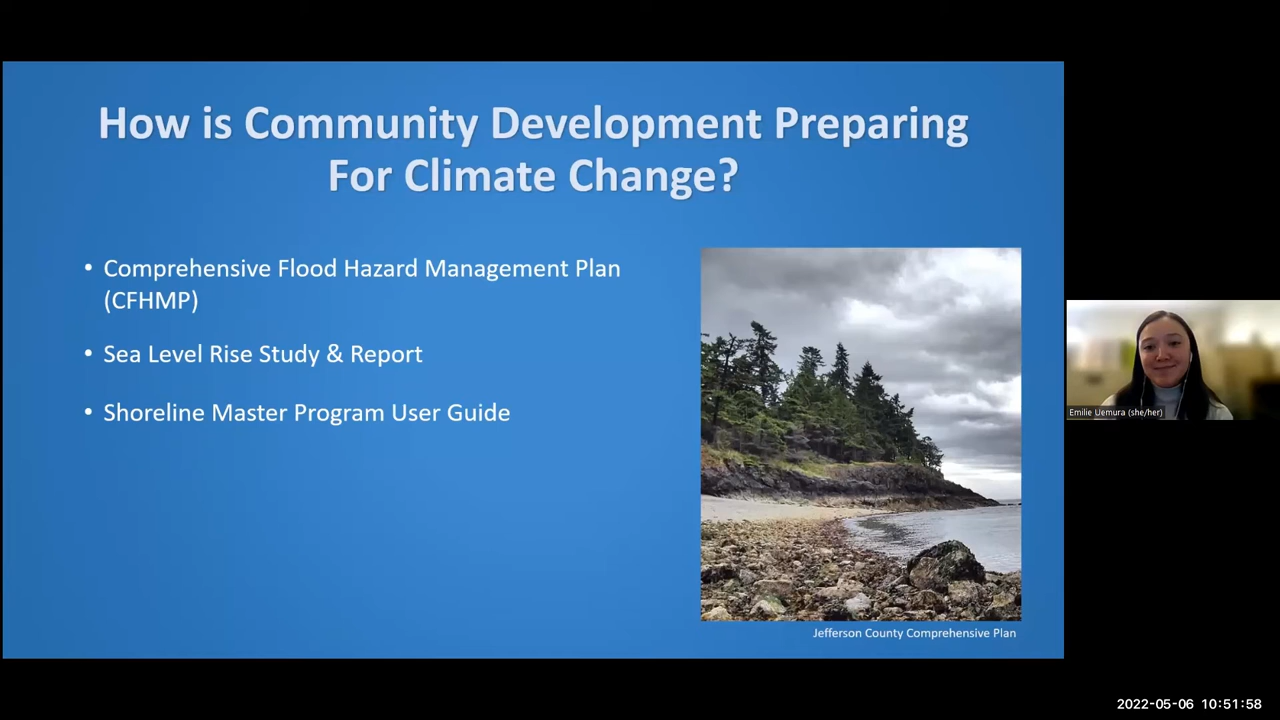 How is Community Development Preparing
For Climate Change?
• Comprehensive Flood Hazard Management Plan
(CFHMP)
• Sea Level Rise Study & Report
• Shoreline Master Program User Guide
Jefferson County Comprehensive Plan
Emilie Uemura (she/her)
2022-05-06 10:51:58